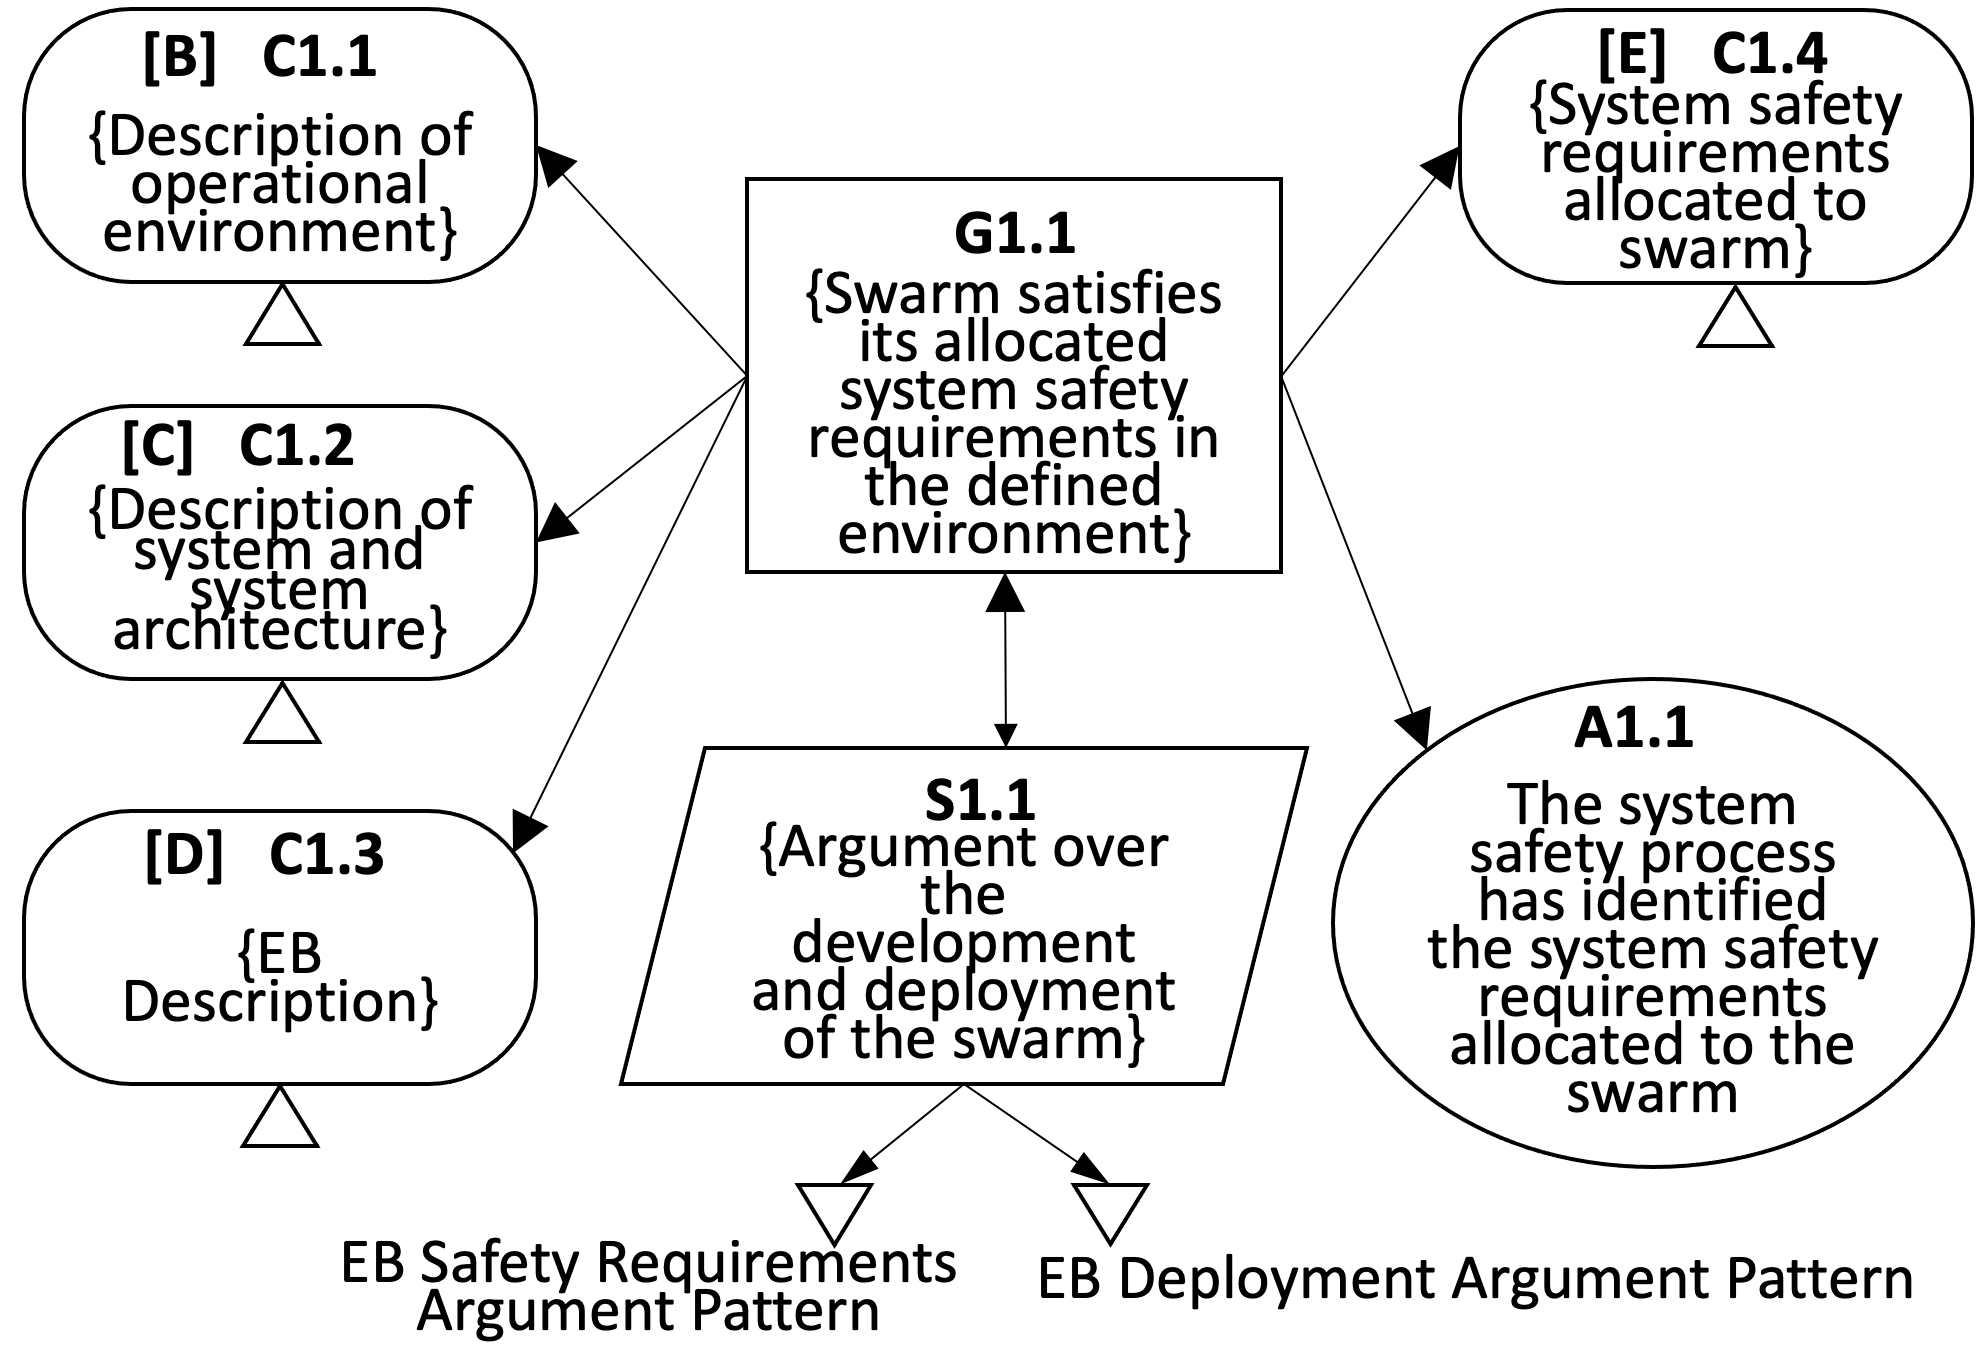 [B] C1.1
{Description of
operational
environment}
[E] C1.4
{System safety
requirements
allocated to
swarm}
G1.1
{Swarm satisfies
its allocated
system safety
requirements in
the defined
environment}
[C] C1.2
{Description of
system and
system
architecture}
[D] C1.3
{EB
Description}
S1.1
{Argument over
the
development
and deployment
of the swarm}
A1.1
The system
safety process
has identified
the system safety
requirements
allocated to the
swarm
EB Safety Requirements
Argument Pattern
EB Deployment Argument Pattern